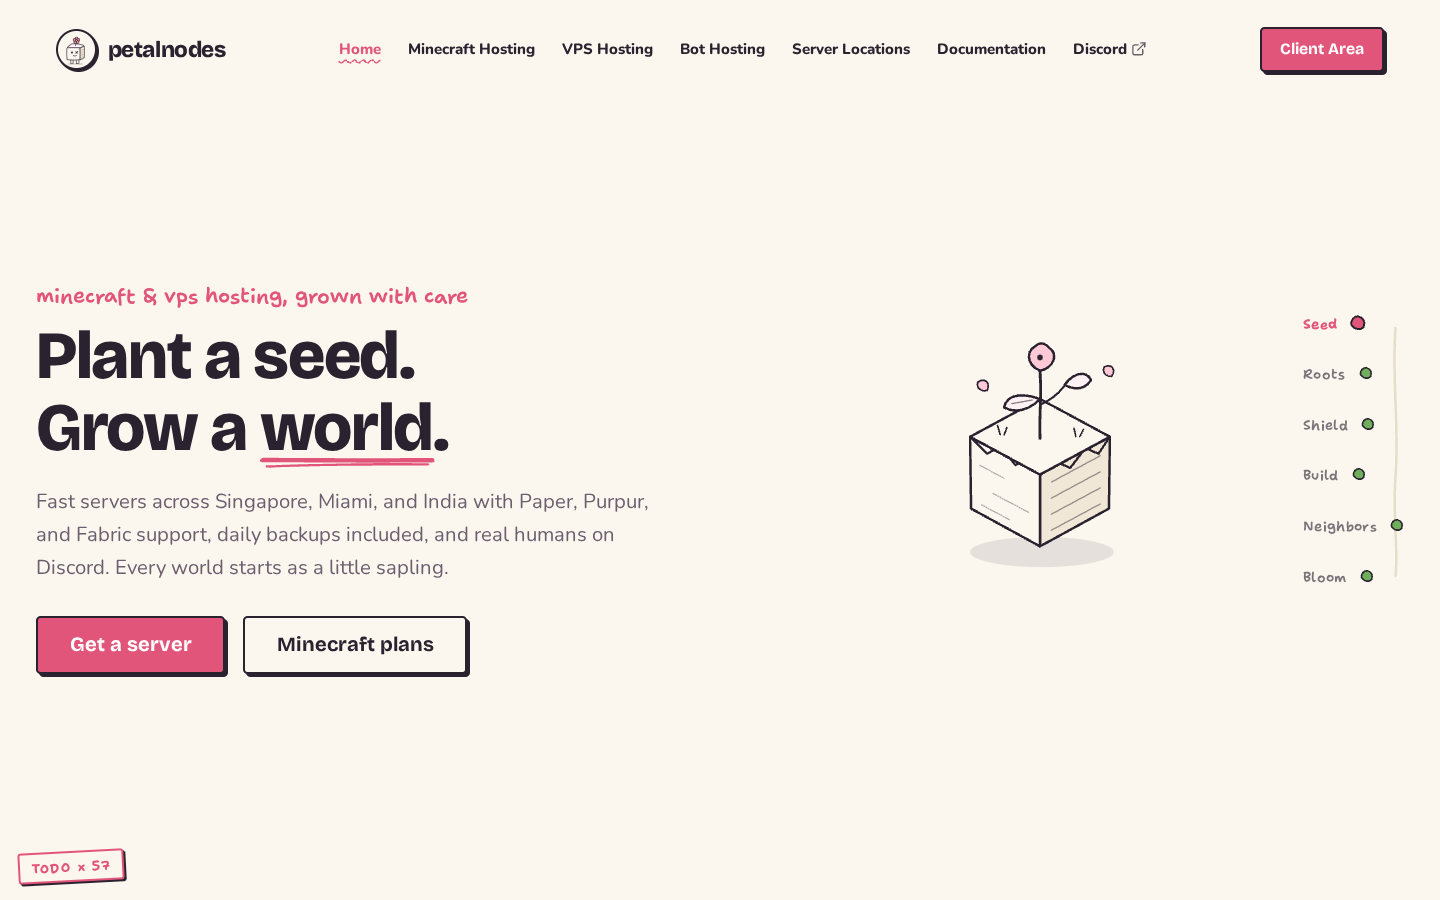 petalnodes
Home
Minecraft Hosting
VPS Hosting
Bot Hosting
Server Locations
Documentation
Discord
Client Area
minecraft & vps hosting, grown with care
Plant a seed.
Grow a world.
Fast servers across Singapore, Miami, and India with Paper, Purpur,
and Fabric support, daily backups included, and real humans on
Discord. Every world starts as a little sapling.
Get a server
Minecraft plans
Seed
Roots
Shield
Build
Neighbors
Bloom
TODO x 57